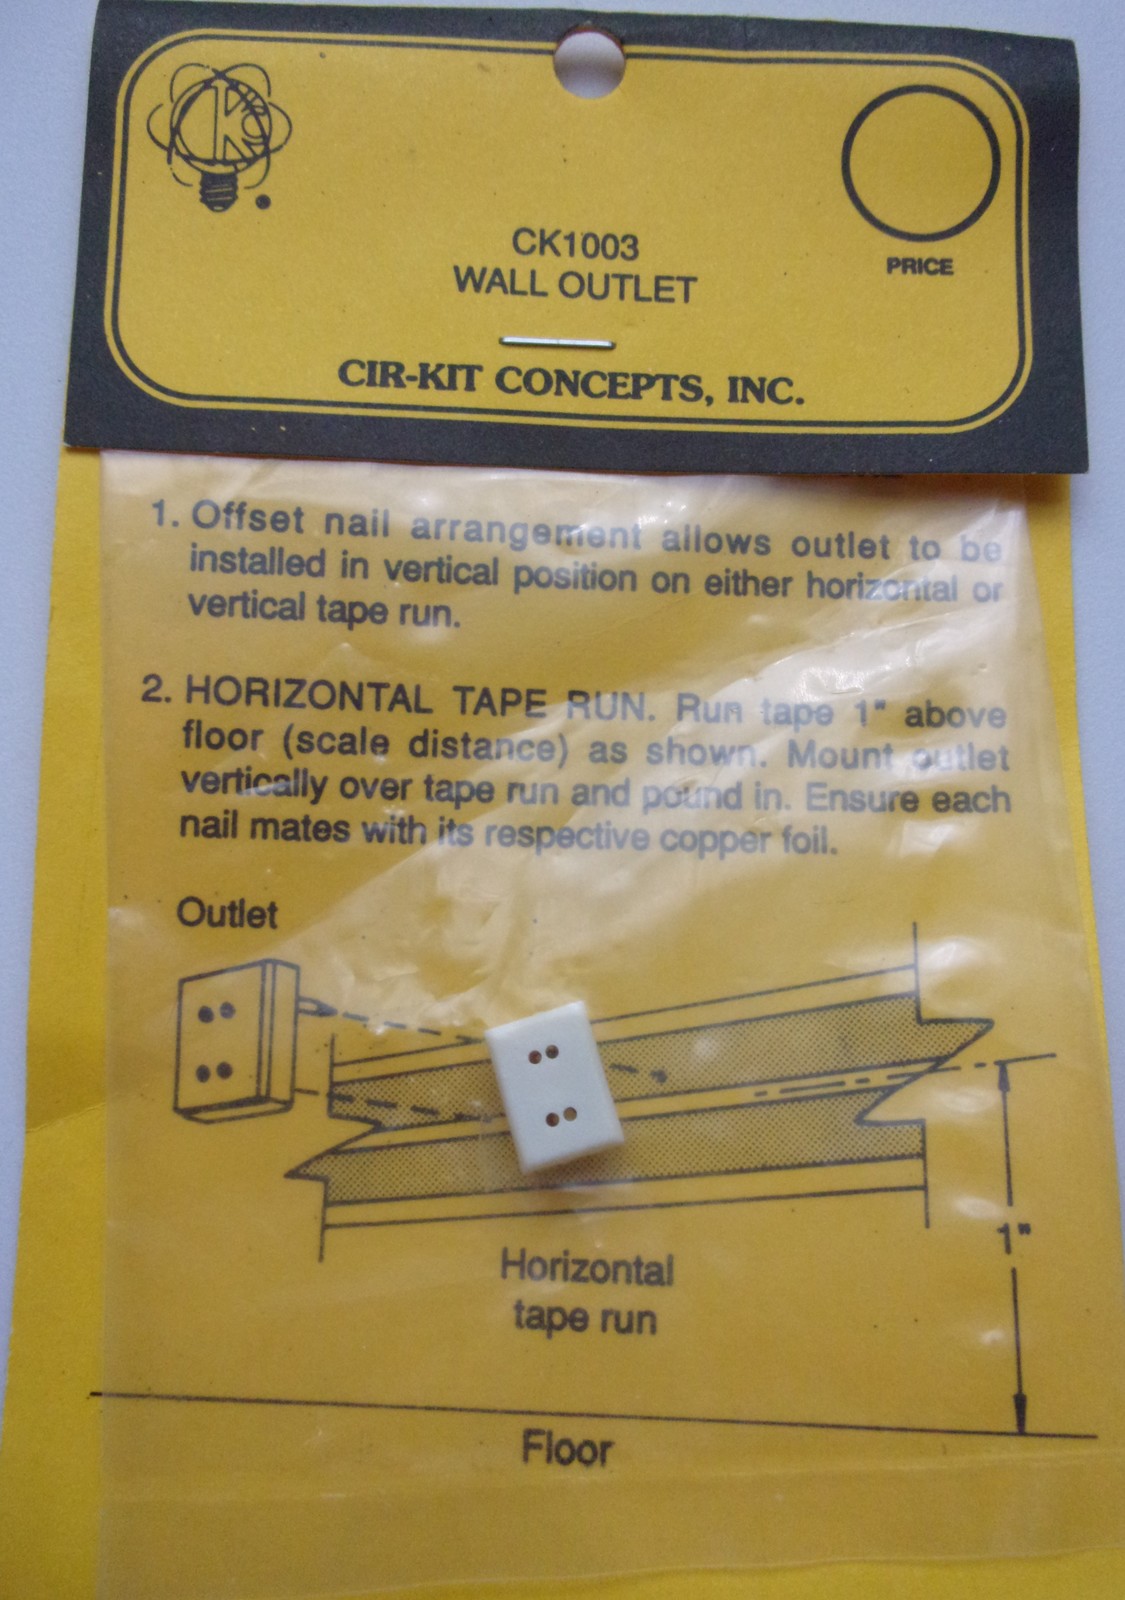 CK
PRICE
CK1003
WALL OUTLET
CIR-KIT CONCEPTS, INC.
1. Offset nail arrangement allows outlet to be
installed in vertical position on either horizontal or
vertical tape run.
2. HORIZONTAL TAPE RUN. Run tape 1" above
floor (scale distance) as shown. Mount outlet
vertically over tape run and pound in. Ensure each
nail mates with its respective copper foil.
Outlet
1"
Horizontal
tape run
Floor